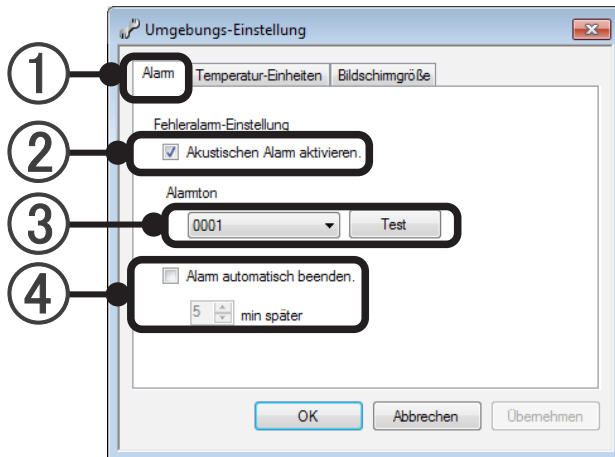 Umgebungs-Einstellung
① Alarm Temperatur-Einheiten Bildschimgröße
Fehleralarm-Einstellung
② Akustischen Alarm aktivieren.
Alarmton
③ 0001 Test
④ Alarm automatisch beenden.
5 min später
OK Abbrechen Übernehmen